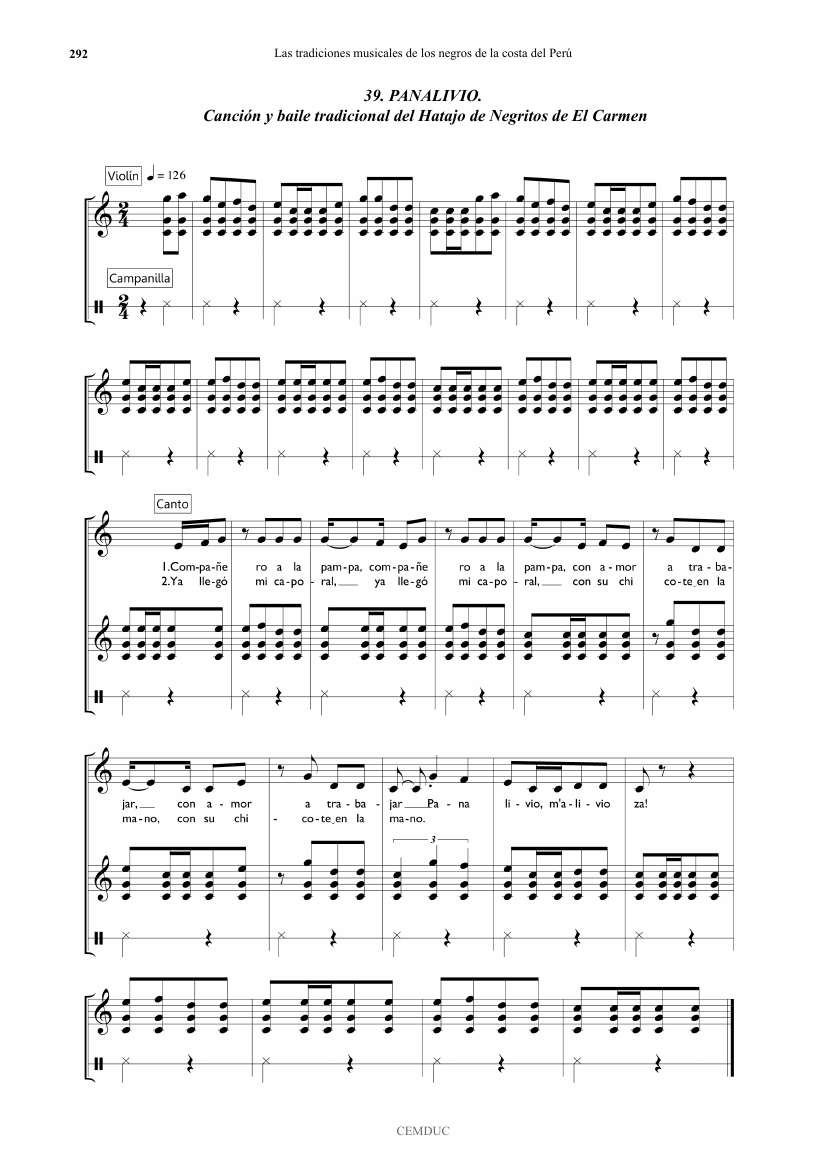 292
Las tradiciones musicales de los negros de la costa del Perú
39. PANALIVIO.
Canción y baile tradicional del Hatajo de Negritos de El Carmen
Violín = 126
Campanilla
Canto
1.Com-pa-ñe ro a la pam-pa, com-pa-ñe ro a la pam-pa, con a-mor a tra-ba-
2.Ya lle-gó mi ca-po-ral, ya lle-gó mi ca-po-ral, con su chi co-te en la
jar, con a-mor a tra-ba-jar Pa-na li-vio, m'a-li-vio za!
ma-no, con su chi-co-te en la ma-no.
3
CEMDUC